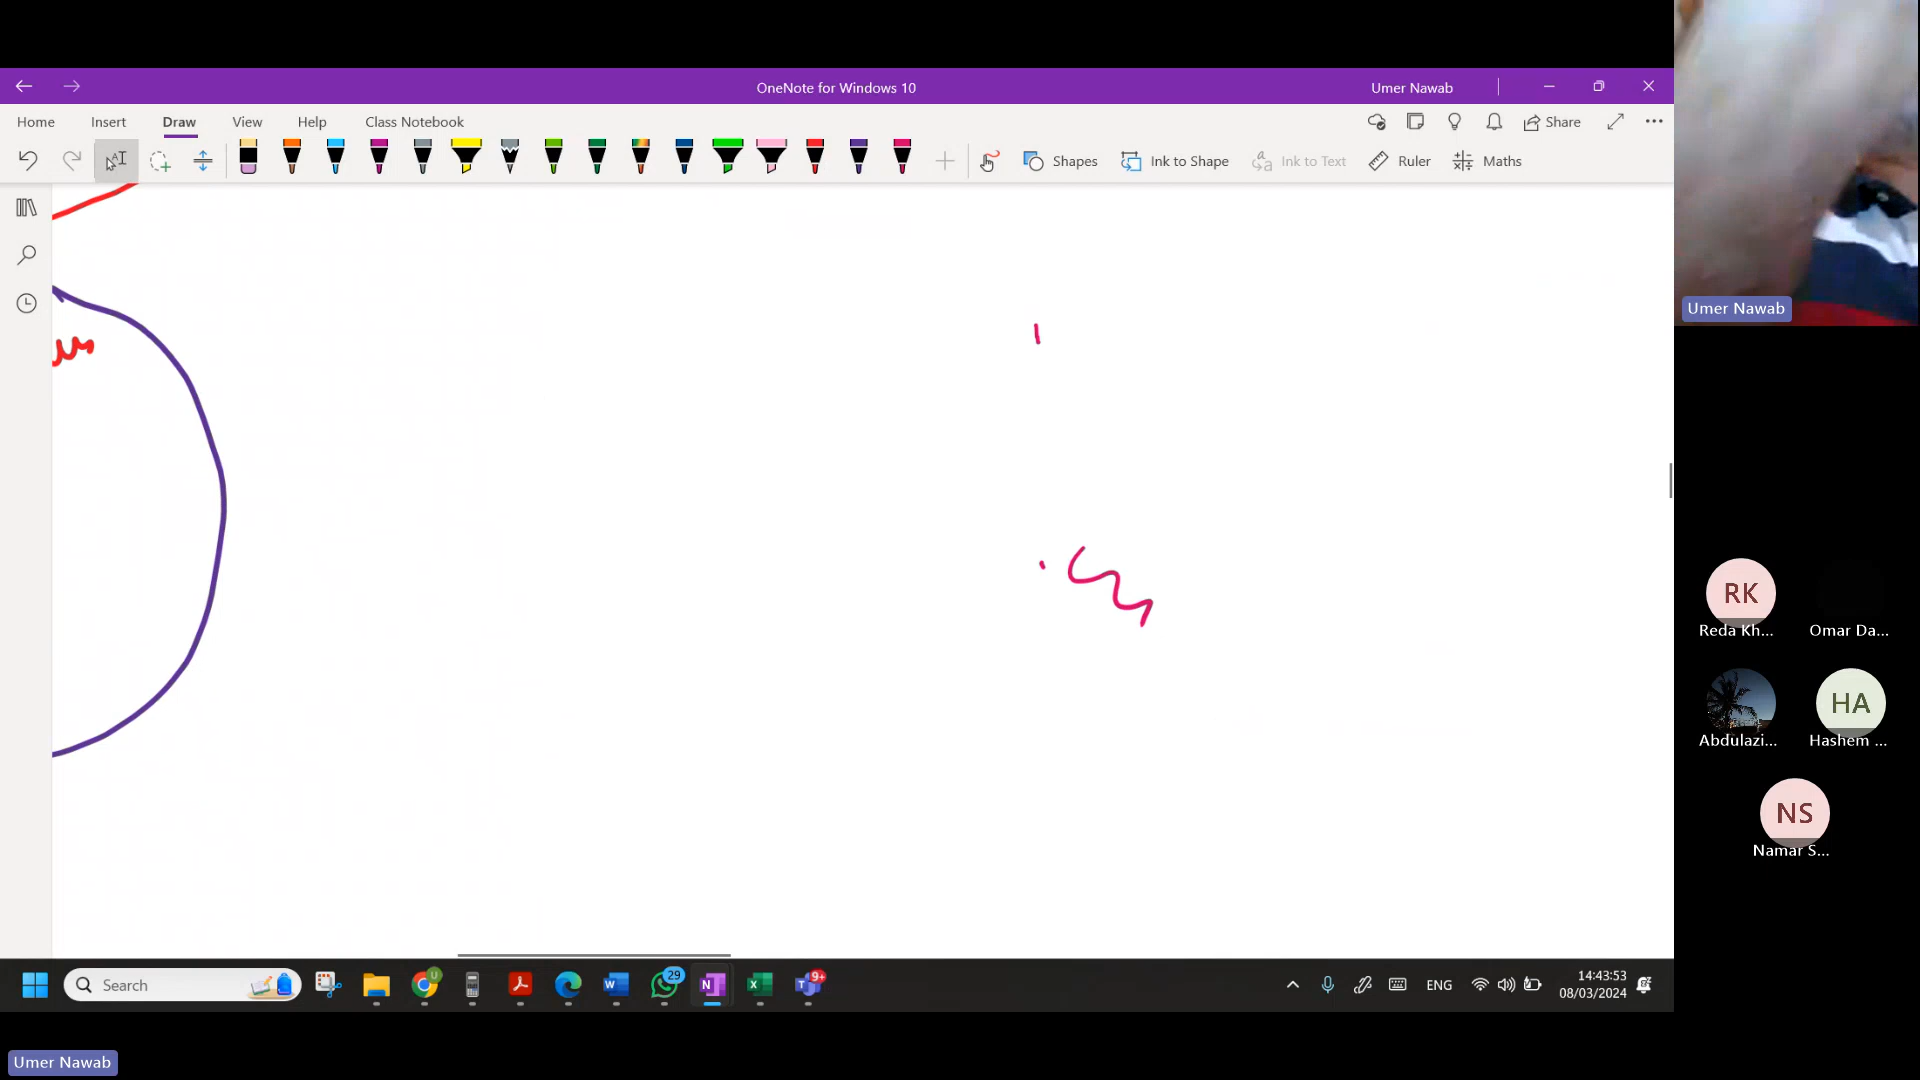 OneNote for Windows 10
Umer Nawab
Home Insert Draw View Help Class Notebook
Share
Shapes Ink to Shape Ink to Text Ruler Maths
Umer Nawab
RK
Reda Kh... Omar Da...
HA
Abdulazi... Hashem ...
NS
Namar S...
Search
29
9+
ENG
14:43:53
08/03/2024
Umer Nawab